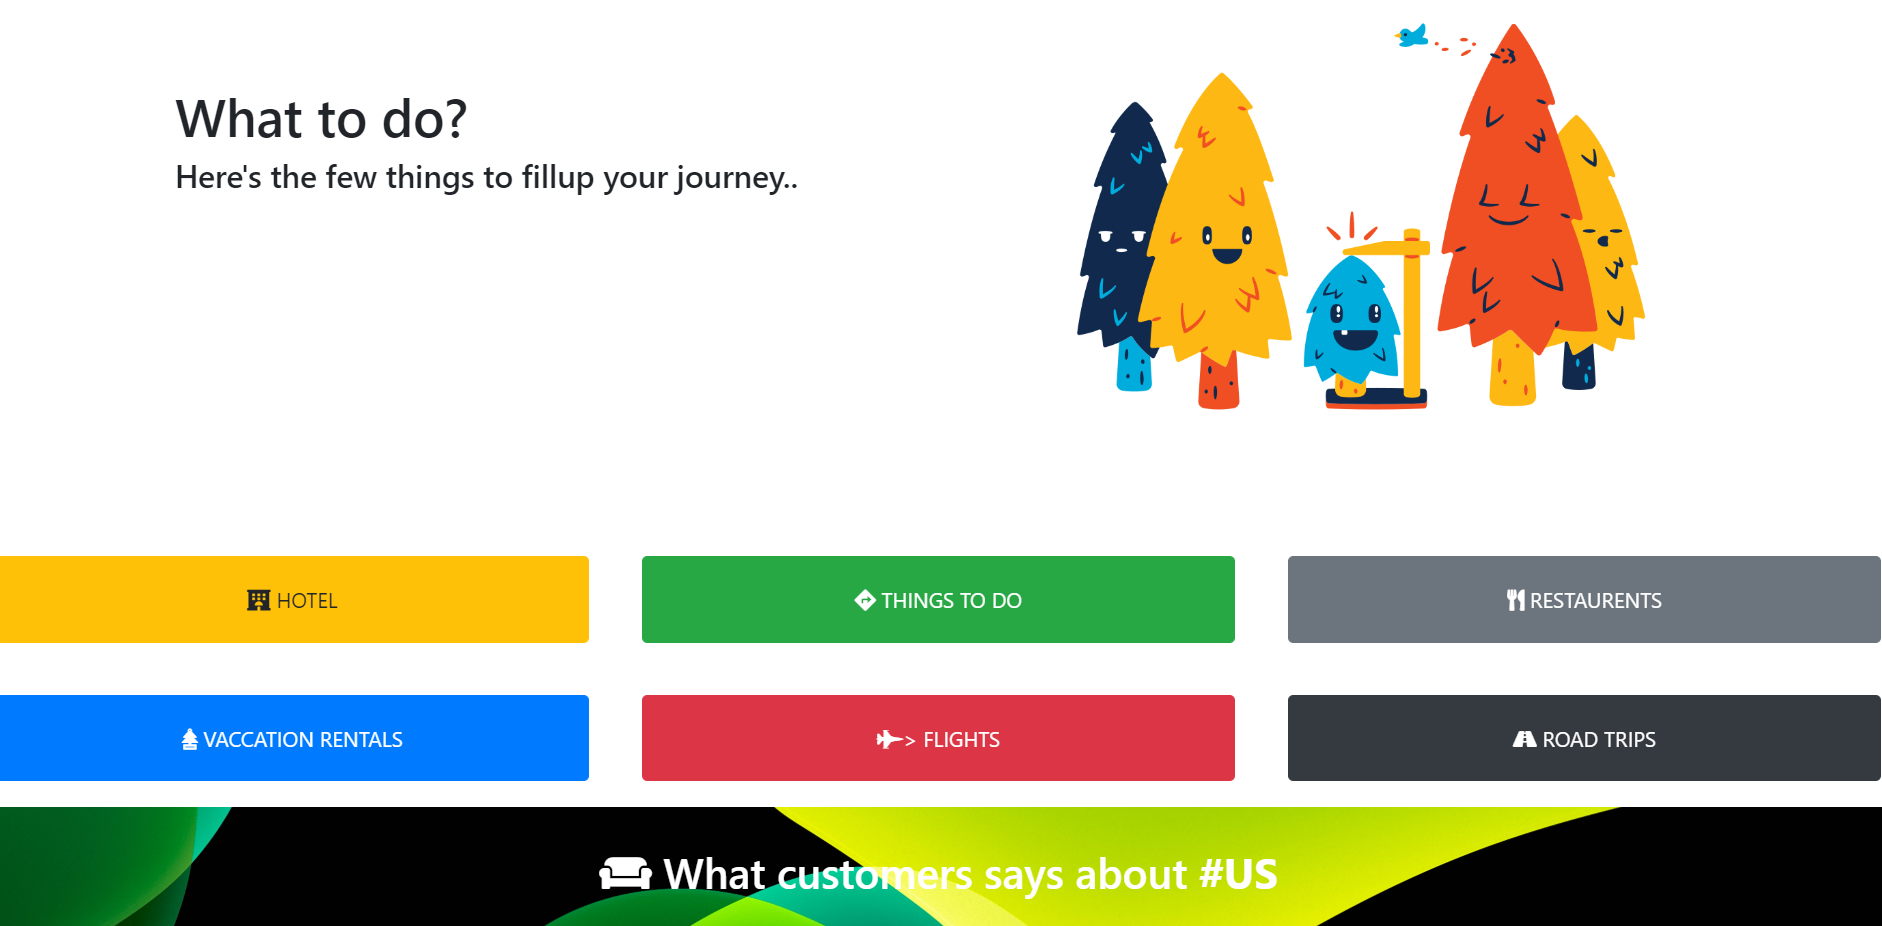 What to do?
Here's the few things to fillup your journey..
HOTEL
THINGS TO DO
RESTAURENTS
VACCATION RENTALS
> FLIGHTS
ROAD TRIPS
What customers says about #US